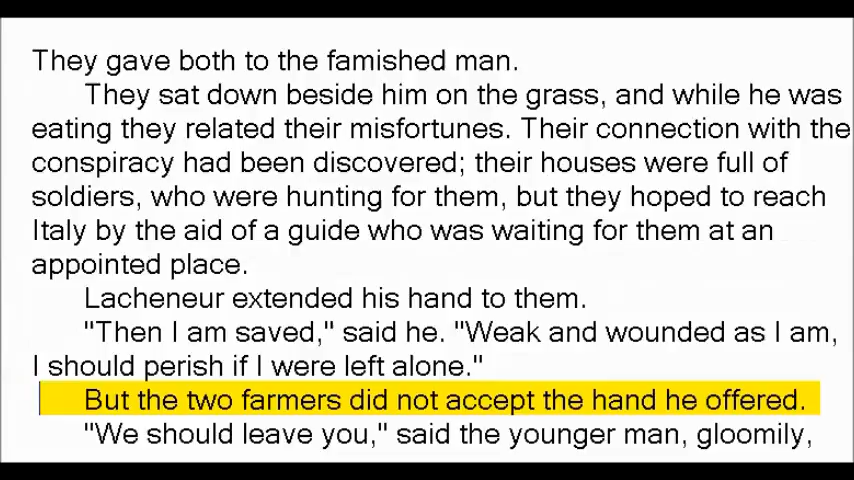 They gave both to the famished man.
They sat down beside him on the grass, and while he was
eating they related their misfortunes. Their connection with the
conspiracy had been discovered; their houses were full of
soldiers, who were hunting for them, but they hoped to reach
Italy by the aid of a guide who was waiting for them at an
appointed place.
Lacheneur extended his hand to them.
"Then I am saved," said he. "Weak and wounded as I am,
I should perish if I were left alone."
But the two farmers did not accept the hand he offered.
"We should leave you," said the younger man, gloomily,